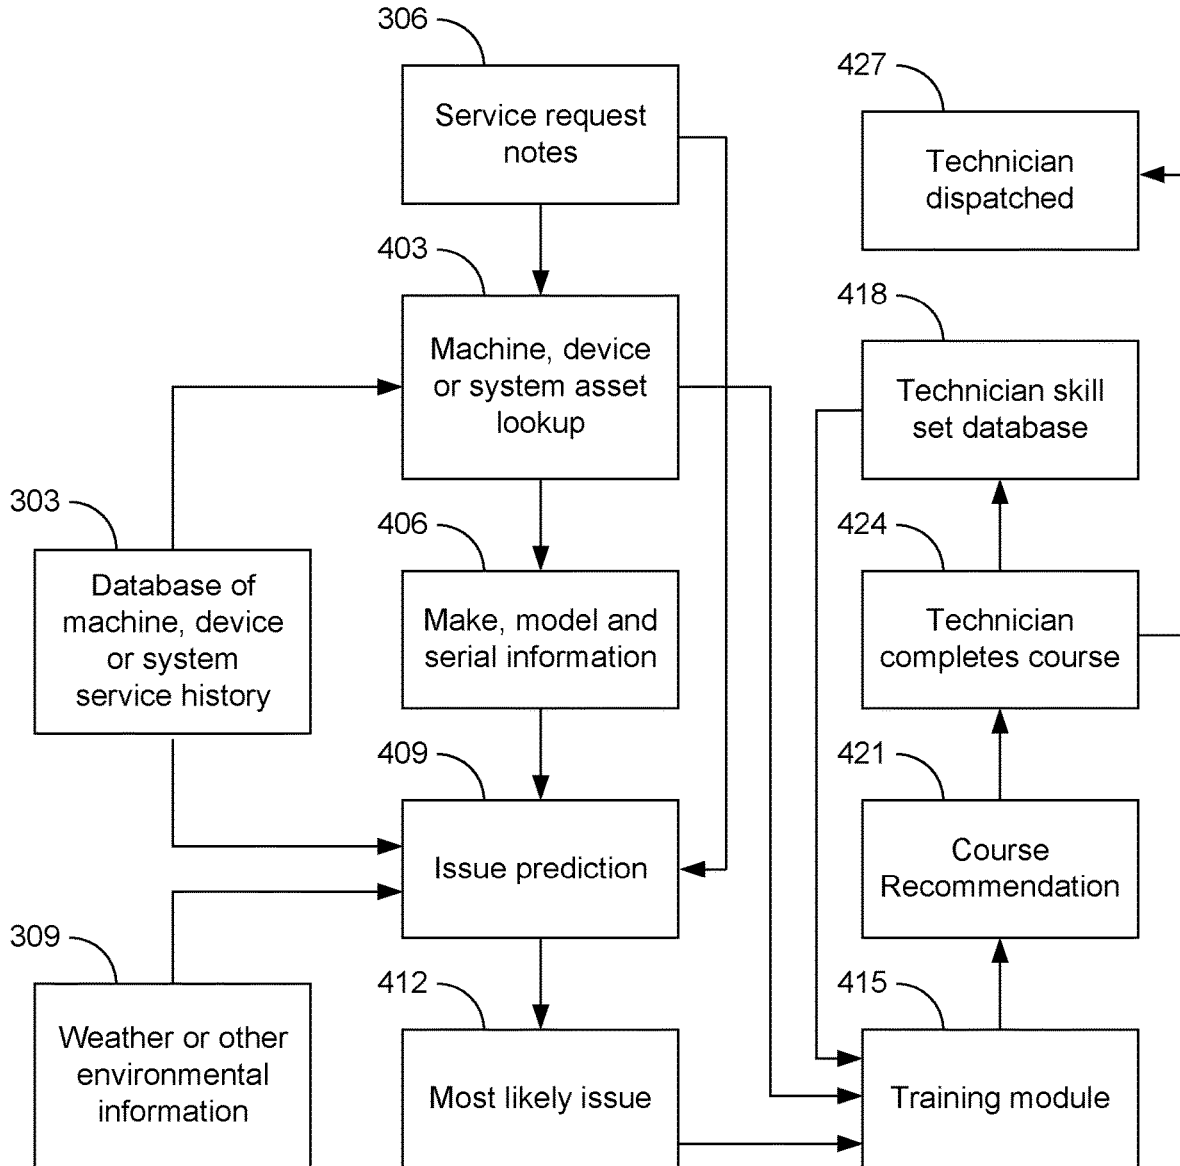 306
Service request
notes
427
Technician
dispatched
403
Machine, device
or system asset
lookup
418
Technician skill
set database
303
Database of
machine, device
or system
service history
406
Make, model and
serial information
424
Technician
completes course
409
Issue prediction
421
Course
Recommendation
309
Weather or other
environmental
information
412
Most likely issue
415
Training module